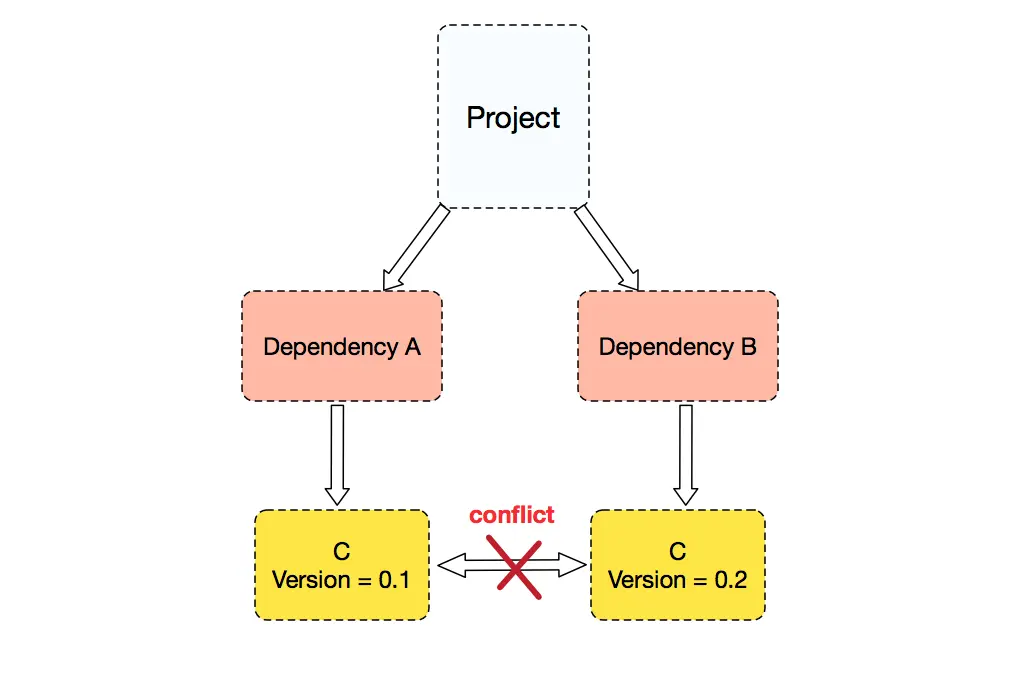 Project
Dependency A
Dependency B
conflict
C
Version = 0.1
C
Version = 0.2